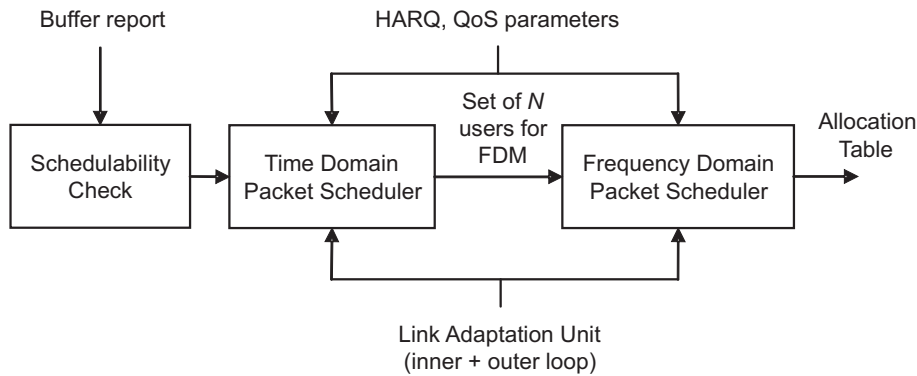 Buffer report
HARQ, QoS parameters
Schedulability
Check
Time Domain
Packet Scheduler
Set of N
users for
FDM
Frequency Domain
Packet Scheduler
Allocation
Table
Link Adaptation Unit
(inner + outer loop)